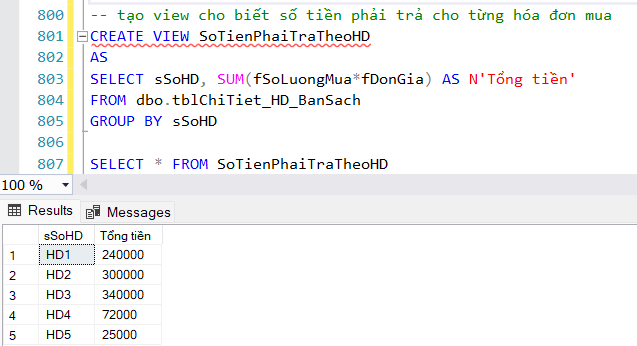 800 -- tạo view cho biết số tiền phải trả cho từng hóa đơn mua
801 CREATE VIEW SoTienPhaiTraTheoHD
802 AS
803 SELECT sSoHD, SUM(fSoLuongMua*fDonGia) AS N'Tổng tiền'
804 FROM dbo.tblChiTiet_HD_BanSach
805 GROUP BY sSoHD
806
807 SELECT * FROM SoTienPhaiTraTheoHD
100 %
Results Messages
sSoHD Tổng tiền
1 HD1 240000
2 HD2 300000
3 HD3 340000
4 HD4 72000
5 HD5 25000